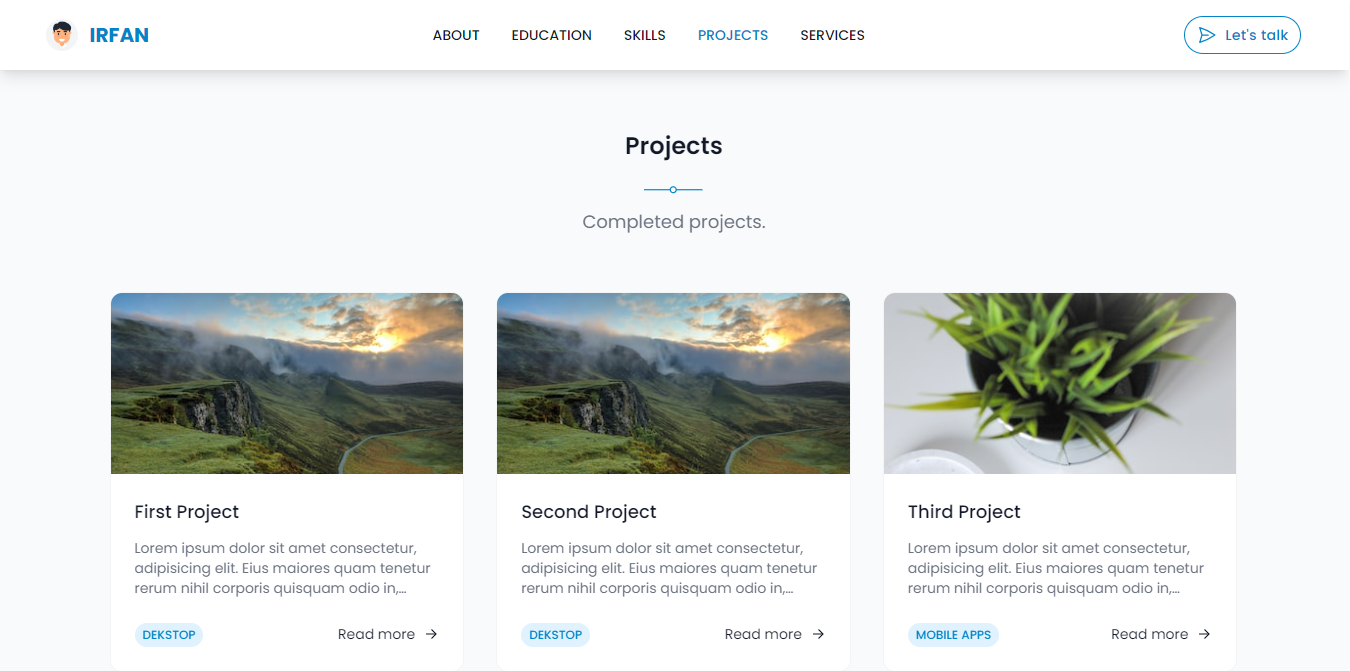 IRFAN
ABOUT EDUCATION SKILLS PROJECTS SERVICES
Let's talk
Projects
Completed projects.
First Project
Lorem ipsum dolor sit amet consectetur,
adipisicing elit. Eius maiores quam tenetur
rerum nihil corporis quisquam odio in,…
DEKSTOP
Read more
Second Project
Lorem ipsum dolor sit amet consectetur,
adipisicing elit. Eius maiores quam tenetur
rerum nihil corporis quisquam odio in,…
DEKSTOP
Read more
Third Project
Lorem ipsum dolor sit amet consectetur,
adipisicing elit. Eius maiores quam tenetur
rerum nihil corporis quisquam odio in,…
MOBILE APPS
Read more